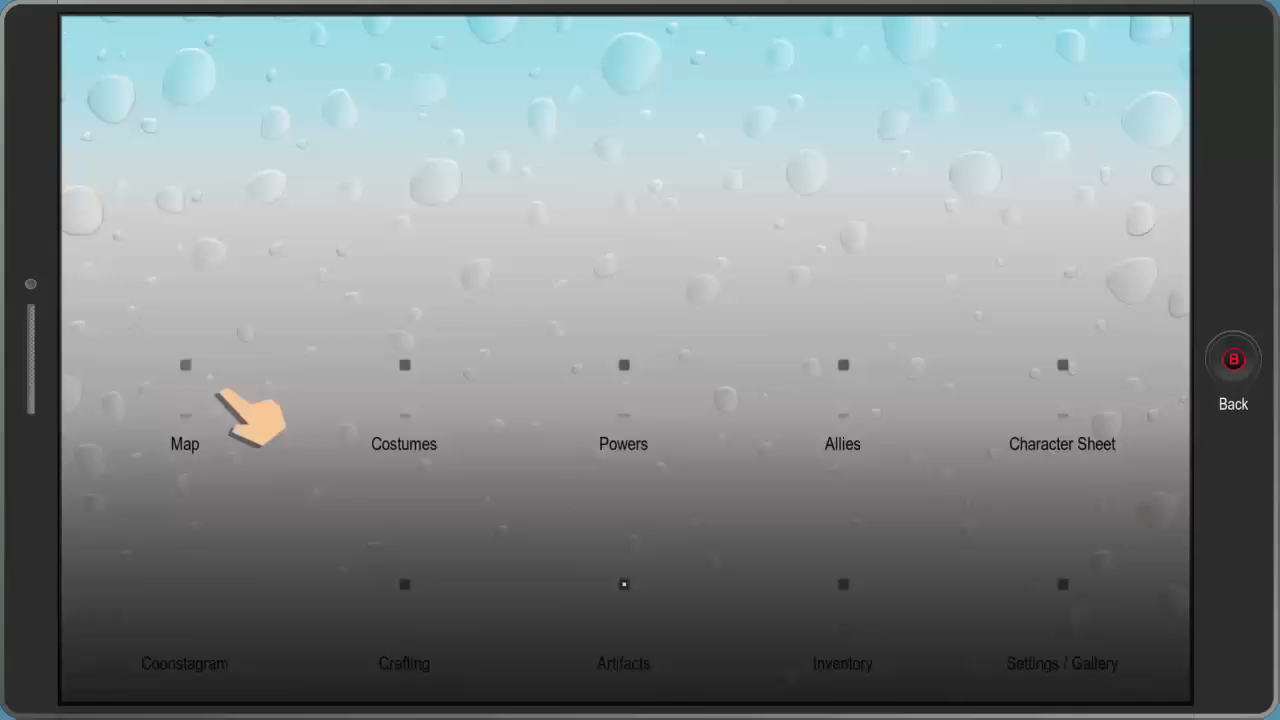 B
Back
Map Costumes Powers Allies Character Sheet
Coonstagram Crafting Artifacts Inventory Settings / Gallery